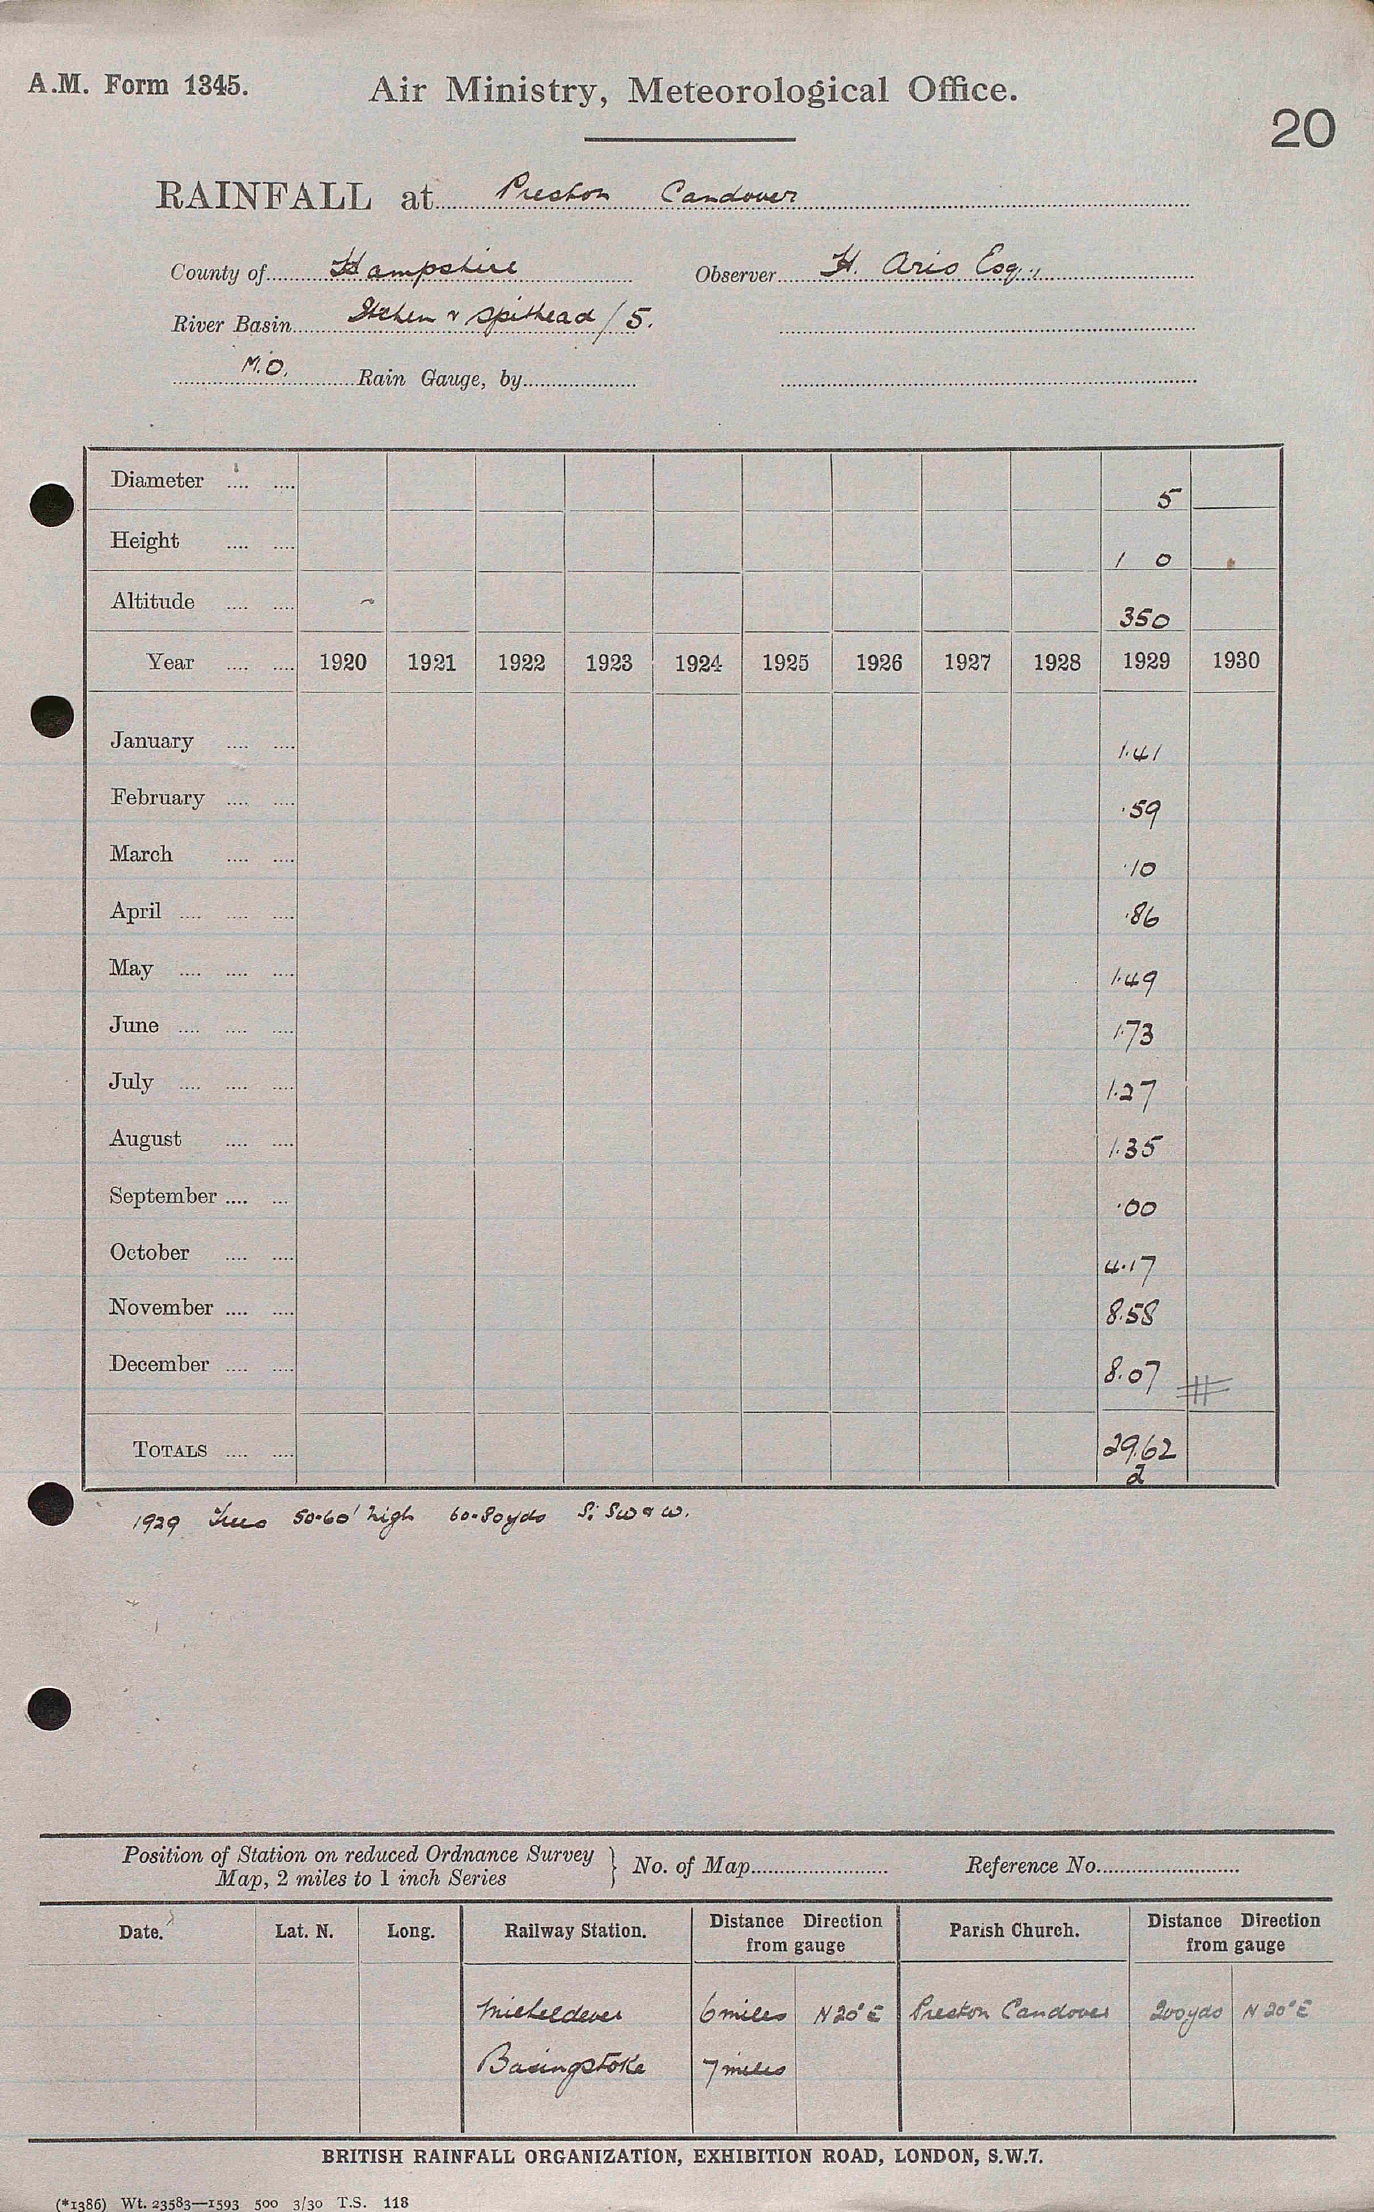 A.M. Form 1345.
Air Ministry, Meteorological Office.
20
RAINFALL at Preston Candover
County of Hampshire Observer H. Aris Esq.,
River Basin Itchen & Spithead / 5.
M.O. Rain Gauge, by
Diameter 5
Height 1 0
Altitude 350
Year 1920 1921 1922 1923 1924 1925 1926 1927 1928 1929 1930
January 1.41
February .59
March .10
April .86
May 1.49
June 1.73
July 1.27
August 1.35
September .00
October 4.17
November 8.58
December 8.07
TOTALS 29.62
2
1929 Trees 50-60' high 60-80yds S. SW & W.
Position of Station on reduced Ordnance Survey
Map, 2 miles to 1 inch Series } No. of Map Reference No.
Date. Lat. N. Long. Railway Station. Distance Direction from gauge Parish Church. Distance Direction from gauge
Micheldever 6 miles N 20° E Preston Candover 200yds N 20° E
Basingstoke 7 miles
BRITISH RAINFALL ORGANIZATION, EXHIBITION ROAD, LONDON, S.W.7.
(*1386) Wt. 23583—1593 500 3/30 T.S. 118